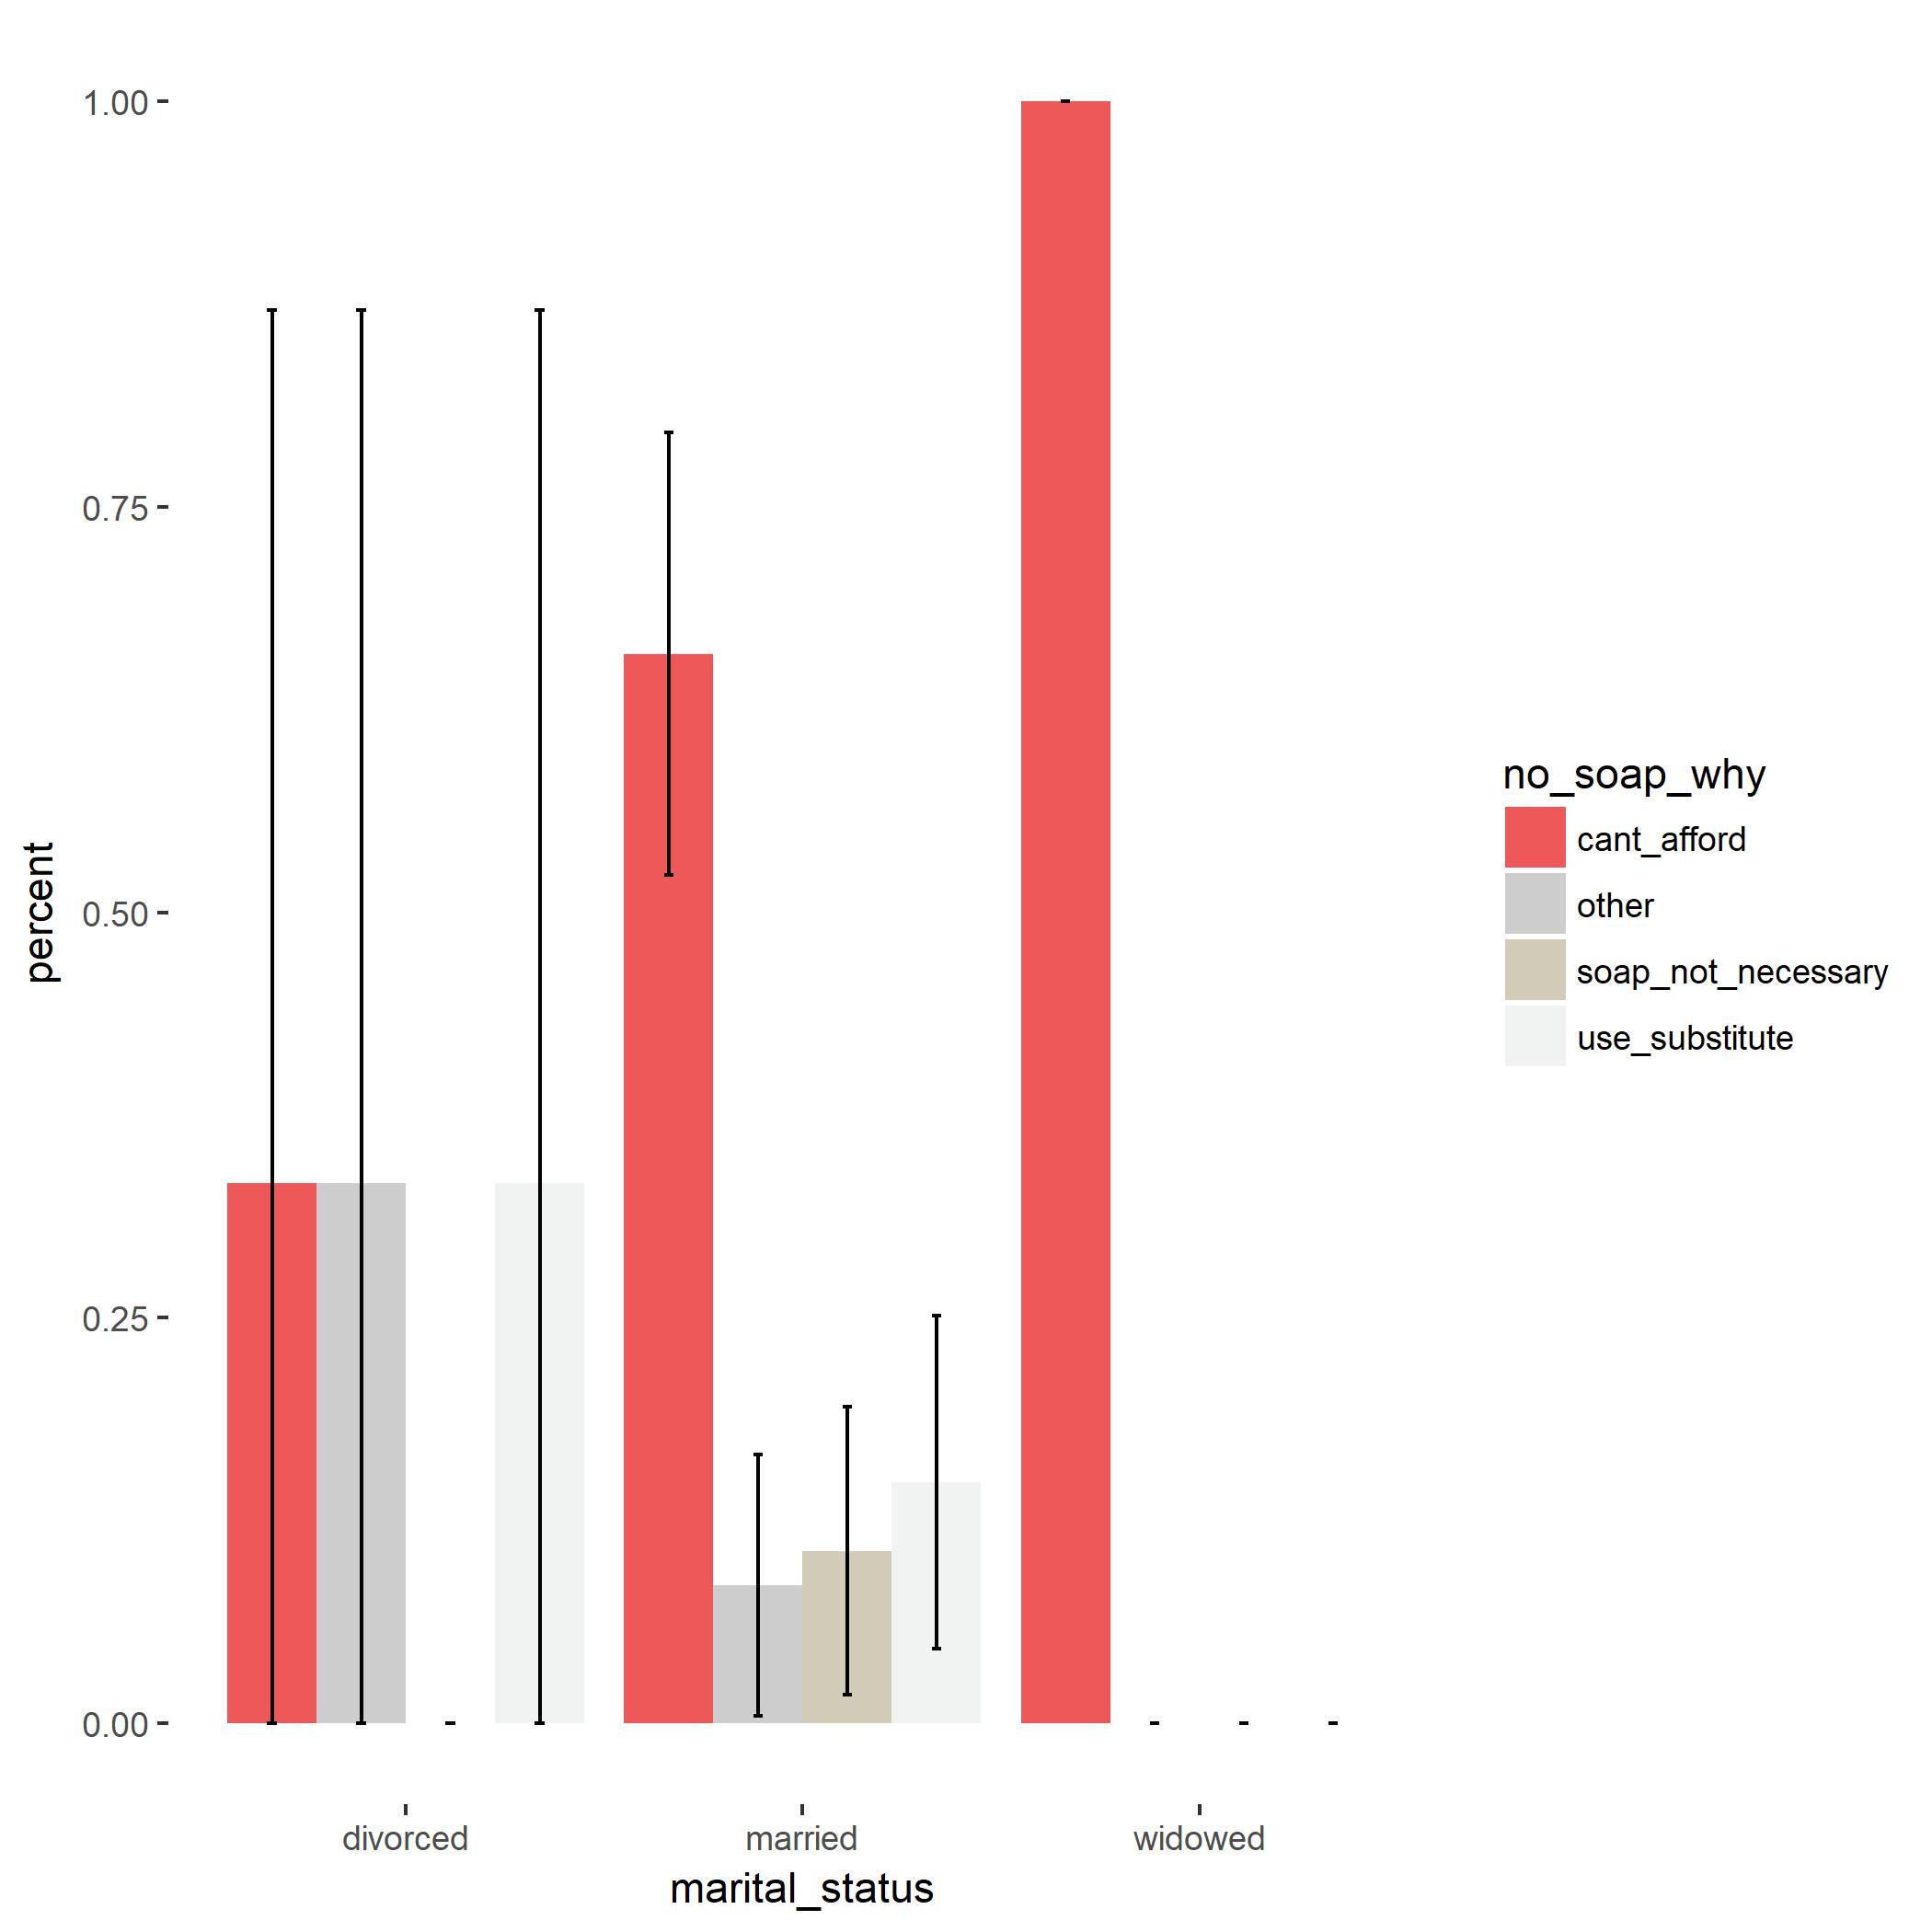 1.00
0.75
0.50
0.25
0.00
percent
divorced
married
widowed
marital_status
no_soap_why
cant_afford
other
soap_not_necessary
use_substitute